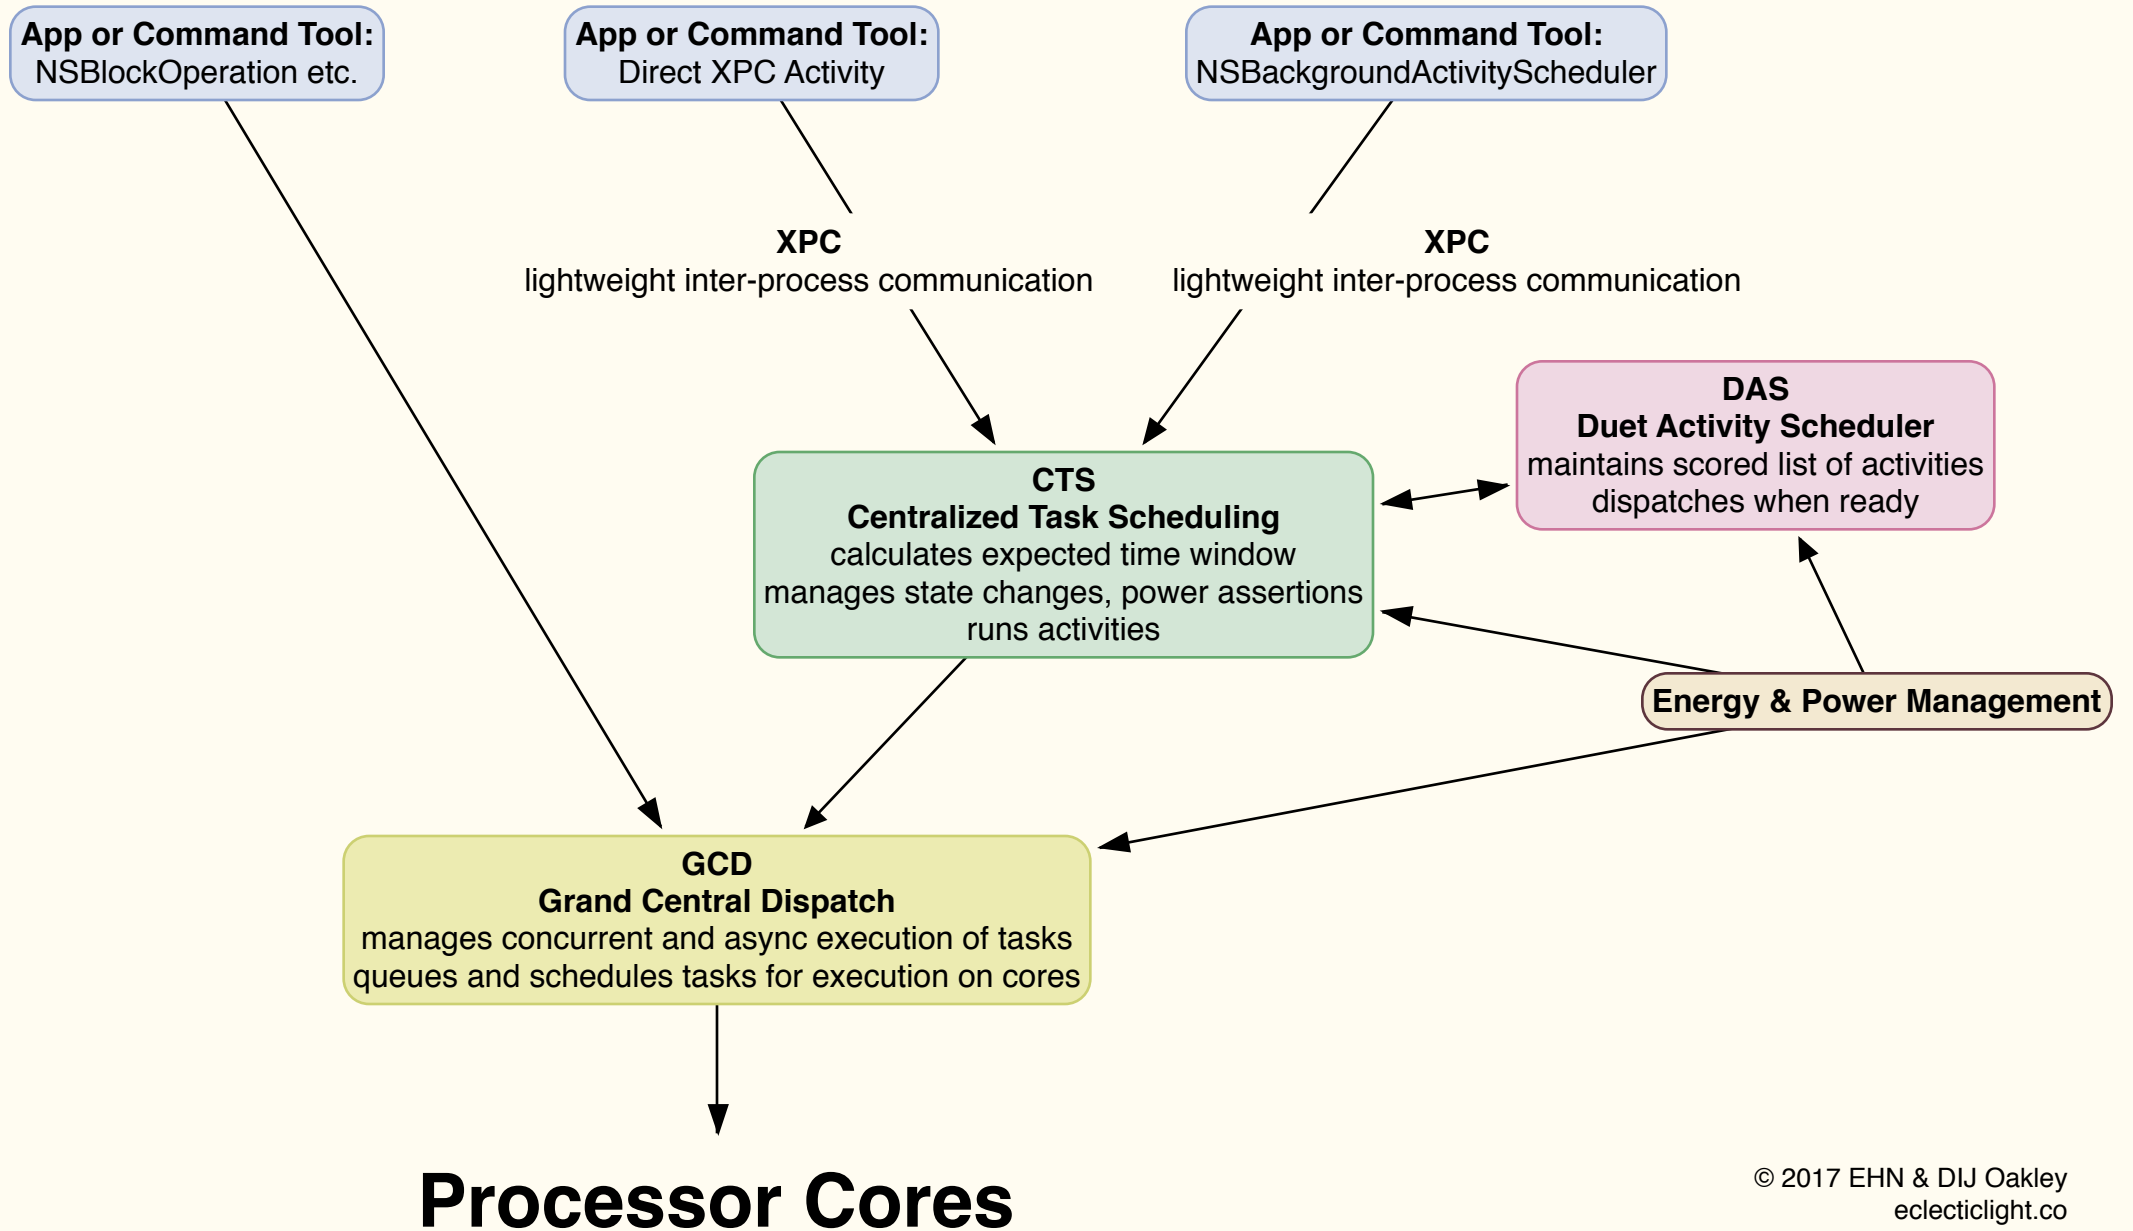 App or Command Tool:
NSBlockOperation etc.
App or Command Tool:
Direct XPC Activity
App or Command Tool:
NSBackgroundActivityScheduler
XPC
lightweight inter-process communication
XPC
lightweight inter-process communication
DAS
Duet Activity Scheduler
maintains scored list of activities
dispatches when ready
CTS
Centralized Task Scheduling
calculates expected time window
manages state changes, power assertions
runs activities
Energy & Power Management
GCD
Grand Central Dispatch
manages concurrent and async execution of tasks
queues and schedules tasks for execution on cores
Processor Cores
© 2017 EHN & DIJ Oakley
eclecticlight.co